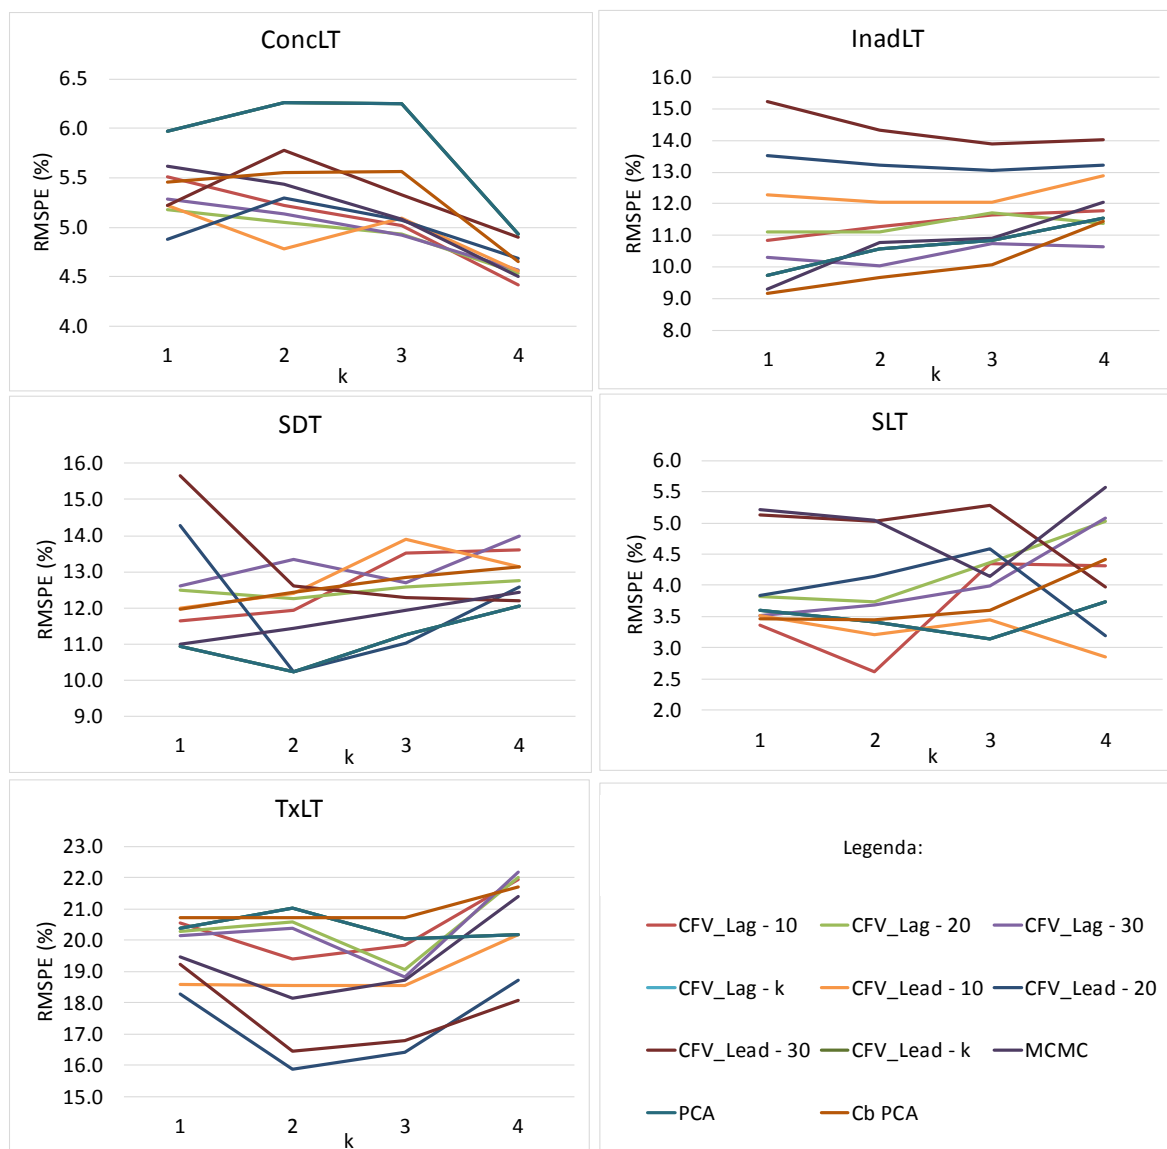 ConcLT
RMSPE (%)
6.5
6.0
5.5
5.0
4.5
4.0
1 2 3 4
k
InadLT
RMSPE (%)
16.0
15.0
14.0
13.0
12.0
11.0
10.0
9.0
8.0
1 2 3 4
k
SDT
RMSPE (%)
16.0
15.0
14.0
13.0
12.0
11.0
10.0
9.0
1 2 3 4
k
SLT
RMSPE (%)
6.0
5.5
5.0
4.5
4.0
3.5
3.0
2.5
2.0
1 2 3 4
k
TxLT
RMSPE (%)
23.0
22.0
21.0
20.0
19.0
18.0
17.0
16.0
15.0
1 2 3 4
k
Legenda:
CFV_Lag - 10 CFV_Lag - 20 CFV_Lag - 30
CFV_Lag - k CFV_Lead - 10 CFV_Lead - 20
CFV_Lead - 30 CFV_Lead - k MCMC
PCA Cb PCA